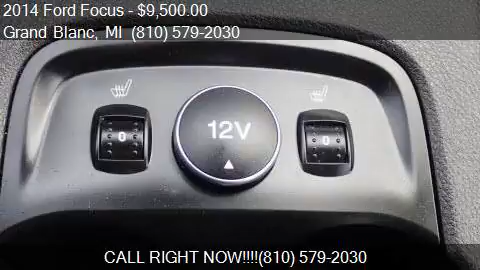 2014 Ford Focus - $9,500.00
Grand Blanc, MI (810) 579-2030
0
12V
0
CALL RIGHT NOW!!!!(810) 579-2030